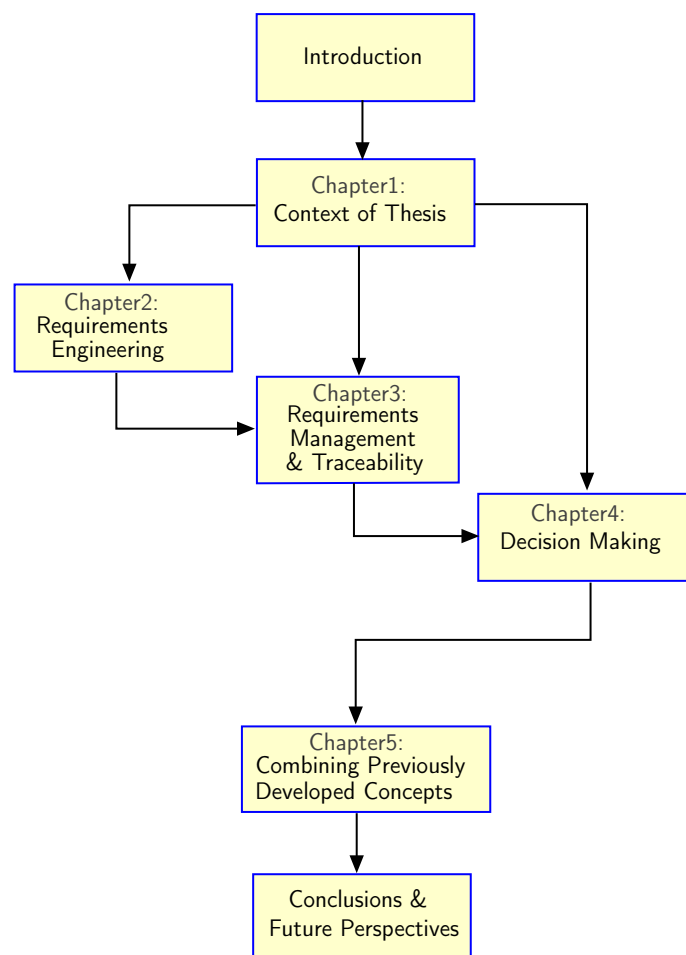 Introduction
Chapter1:
Context of Thesis
Chapter2:
Requirements
Engineering
Chapter3:
Requirements
Management
& Traceability
Chapter4:
Decision Making
Chapter5:
Combining Previously
Developed Concepts
Conclusions &
Future Perspectives